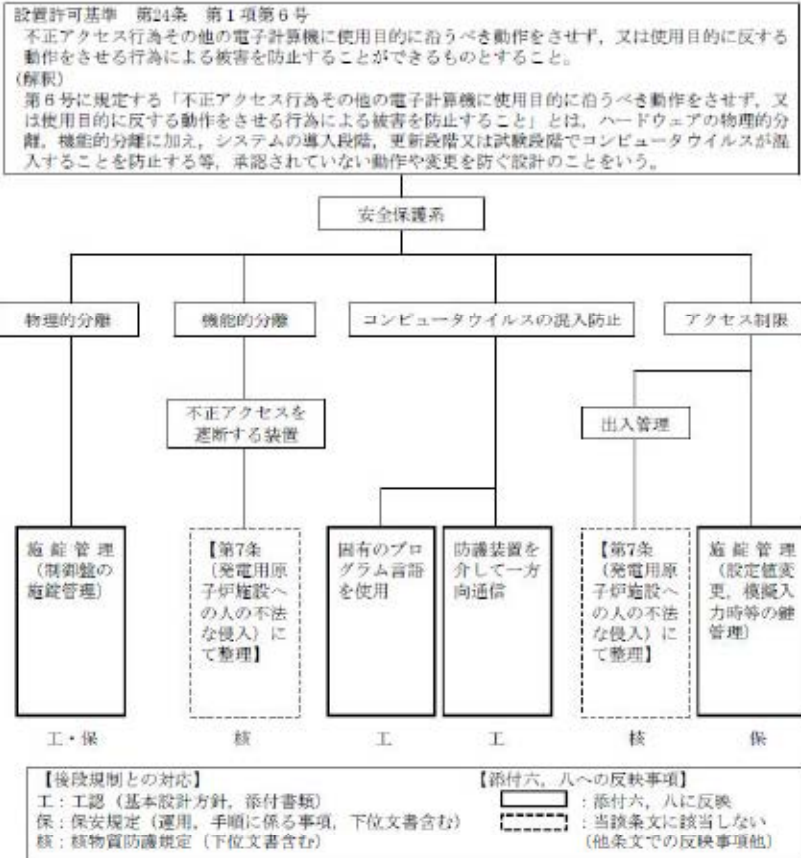 設置許可基準 第24条 第1項第6号
不正アクセス行為その他の電子計算機に使用目的に沿うべき動作をさせず，又は使用目的に反する
動作をさせる行為による被害を防止することができるものとすること。
(解釈)
第6号に規定する「不正アクセス行為その他の電子計算機に使用目的に沿うべき動作をさせず，又
は使用目的に反する動作をさせる行為による被害を防止すること」とは，ハードウェアの物理的分
離，機能的分離に加え，システムの導入段階，更新段階又は試験段階でコンピュータウイルスが混
入することを防止する等，承認されていない動作や変更を防ぐ設計のことをいう。
安全保護系
物理的分離
機能的分離
コンピュータウイルスの混入防止
アクセス制限
不正アクセスを
遮断する装置
出入管理
施錠管理
（制御盤の
施錠管理）
【第7条
（発電用原
子炉施設へ
の人の不法
な侵入）に
て整理】
固有のプロ
グラム言語
を使用
防護装置を
介して一方
向通信
【第7条
（発電用原
子炉施設へ
の人の不法
な侵入）に
て整理】
施錠管理
（設定値変
更，模擬入
力時等の鍵
管理）
工・保
核
工
工
核
保
【後段規制との対応】
工：工認（基本設計方針，添付書類）
保：保安規定（運用，手順に係る事項，下位文書含む）
核：核物質防護規定（下位文書含む）
【添付六，八への反映事項】
：添付六，八に反映
：当該条文に該当しない
（他条文での反映事項他）